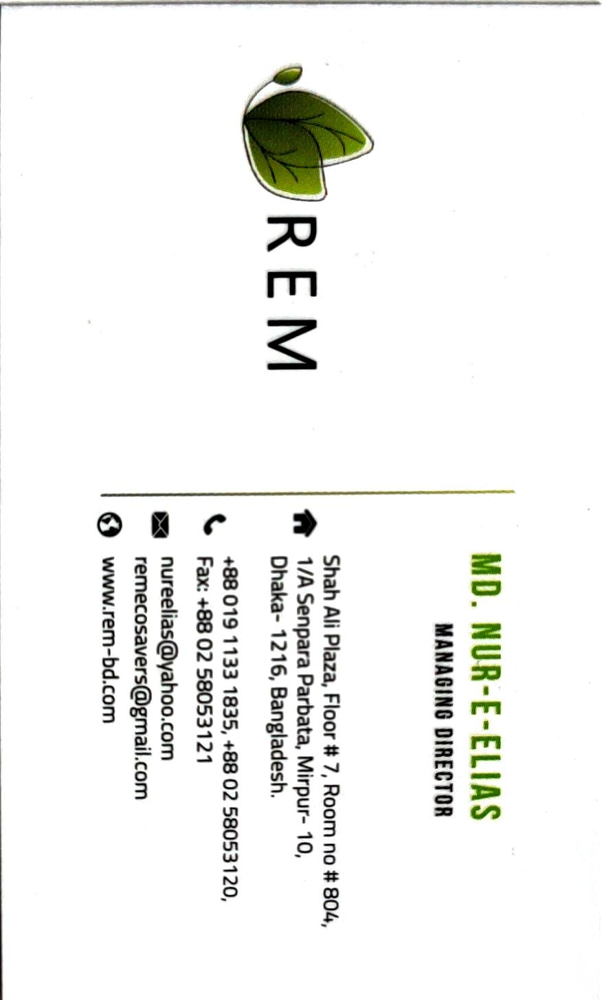 REM
MD. NUR-E-ELIAS
MANAGING DIRECTOR
Shah Ali Plaza, Floor # 7, Room no # 804,
1/A Senpara Parbata, Mirpur- 10,
Dhaka- 1216, Bangladesh.
+88 019 1133 1835, +88 02 58053120,
Fax: +88 02 58053121
nureelias@yahoo.com
remecosavers@gmail.com
www.rem-bd.com